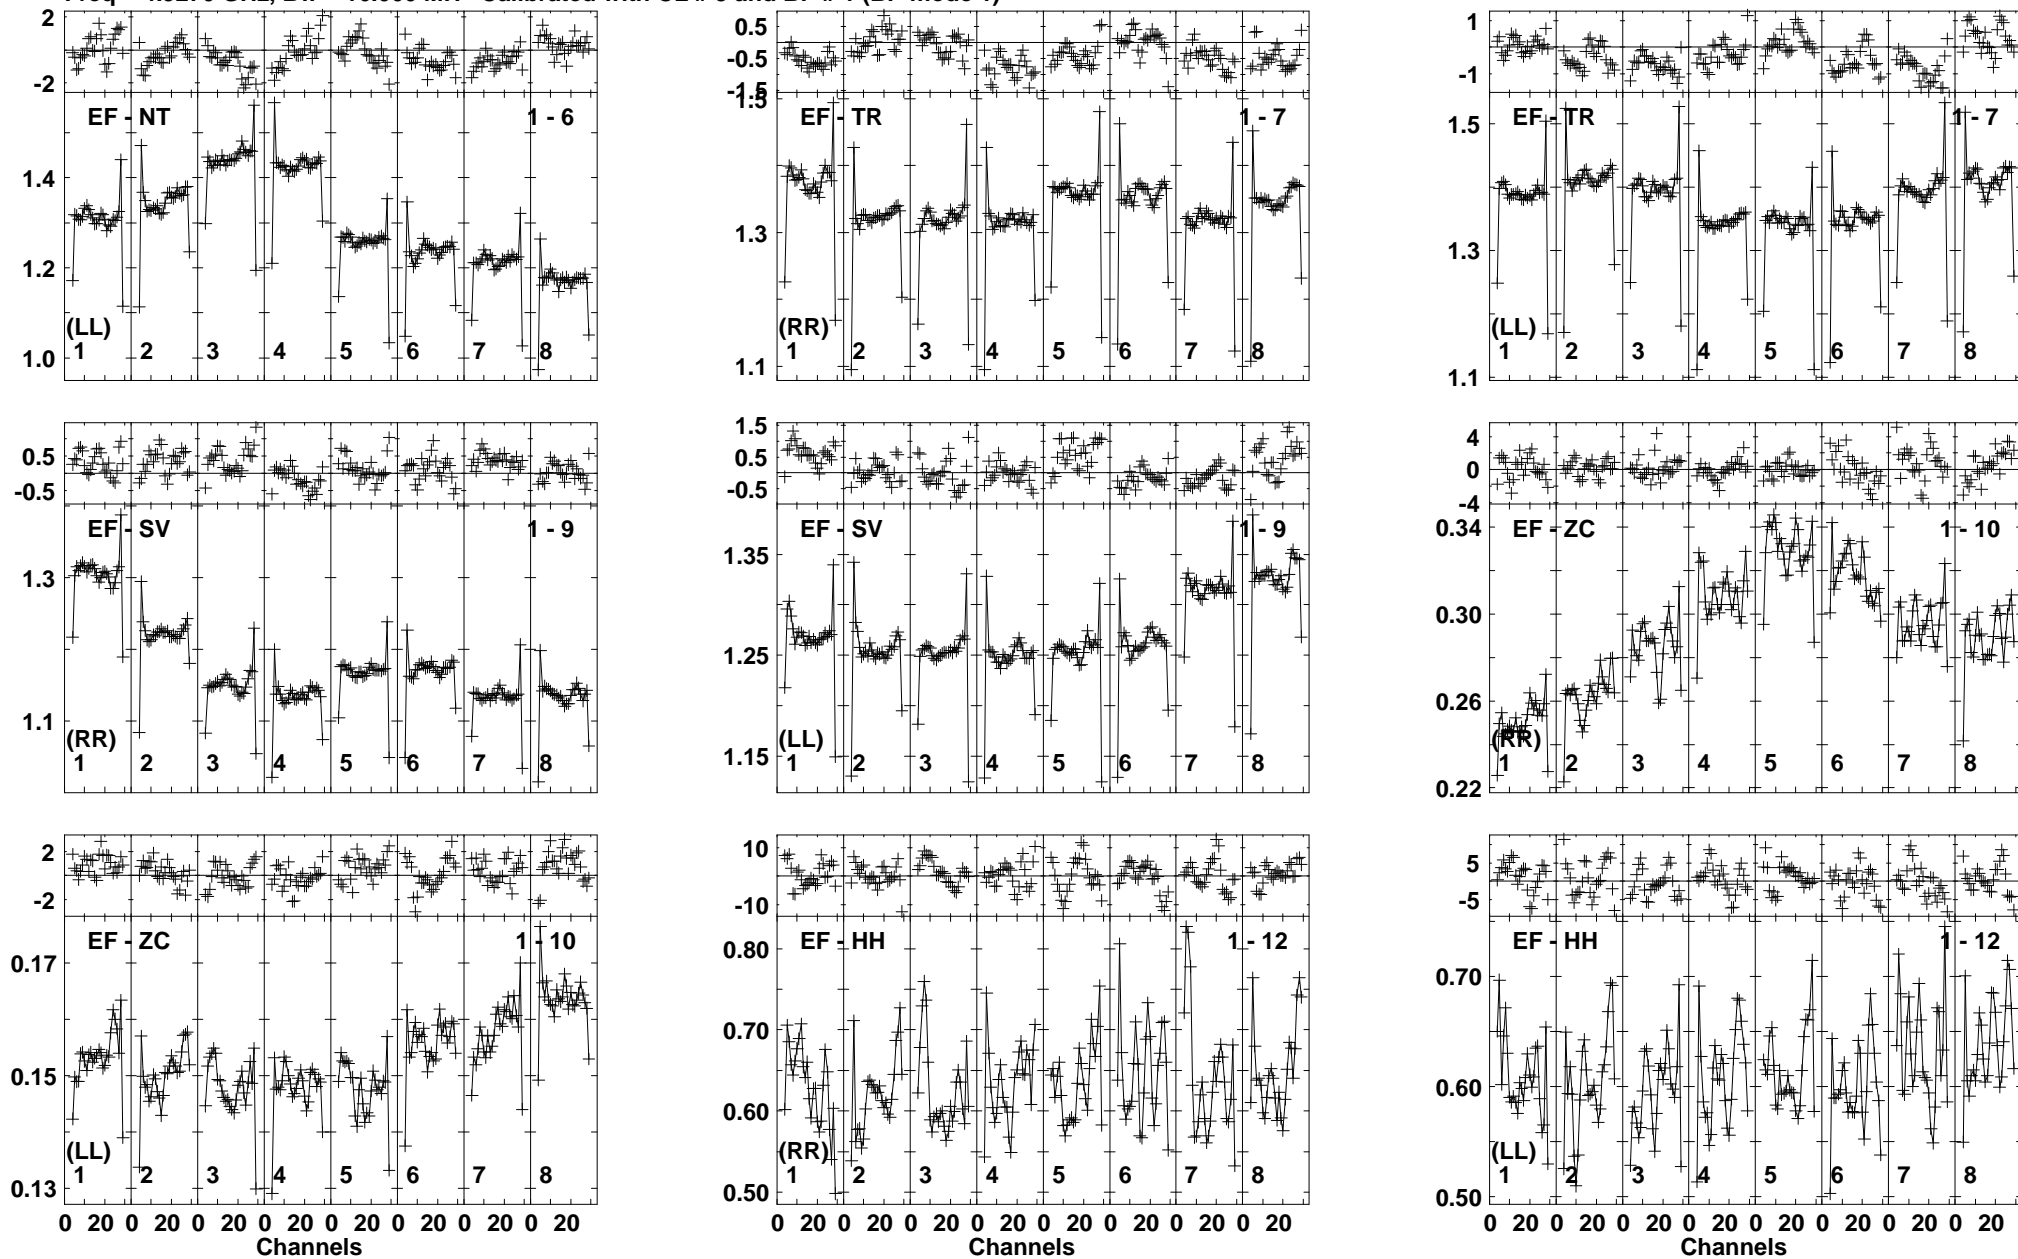 2 -2
EF - NT 1 - 6
1.4 1.2 1.0
(LL)
1 2 3 4 5 6 7 8
0.5 -0.5 -1.5
1.5 1.3 1.1
EF - TR 1 - 7
(RR)
1 2 3 4 5 6 7 8
1 -1
EF - TR 1 - 7
1.5 1.3 1.1
(LL)
1 2 3 4 5 6 7 8
0.5 -0.5
EF - SV 1 - 9
1.3 1.1
(RR)
1 2 3 4 5 6 7 8
1.5 0.5 -0.5
EF - SV 1 - 9
1.35 1.25 1.15
(LL)
1 2 3 4 5 6 7 8
4 0 -4
EF - ZC 1 - 10
0.34 0.30 0.26 0.22
(RR)
1 2 3 4 5 6 7 8
2 -2
EF - ZC 1 - 10
0.17 0.15 0.13
(LL)
1 2 3 4 5 6 7 8
0 20 0 20 0 20 0 20 0 20 0 20 0 20 0 20
Channels
10 -10
EF - HH 1 - 12
0.80 0.70 0.60 0.50
(RR)
1 2 3 4 5 6 7 8
0 20 0 20 0 20 0 20 0 20 0 20 0 20 0 20
Channels
5 -5
EF - HH 1 - 12
0.70 0.60 0.50
(LL)
1 2 3 4 5 6 7 8
0 20 0 20 0 20 0 20 0 20 0 20 0 20 0 20
Channels